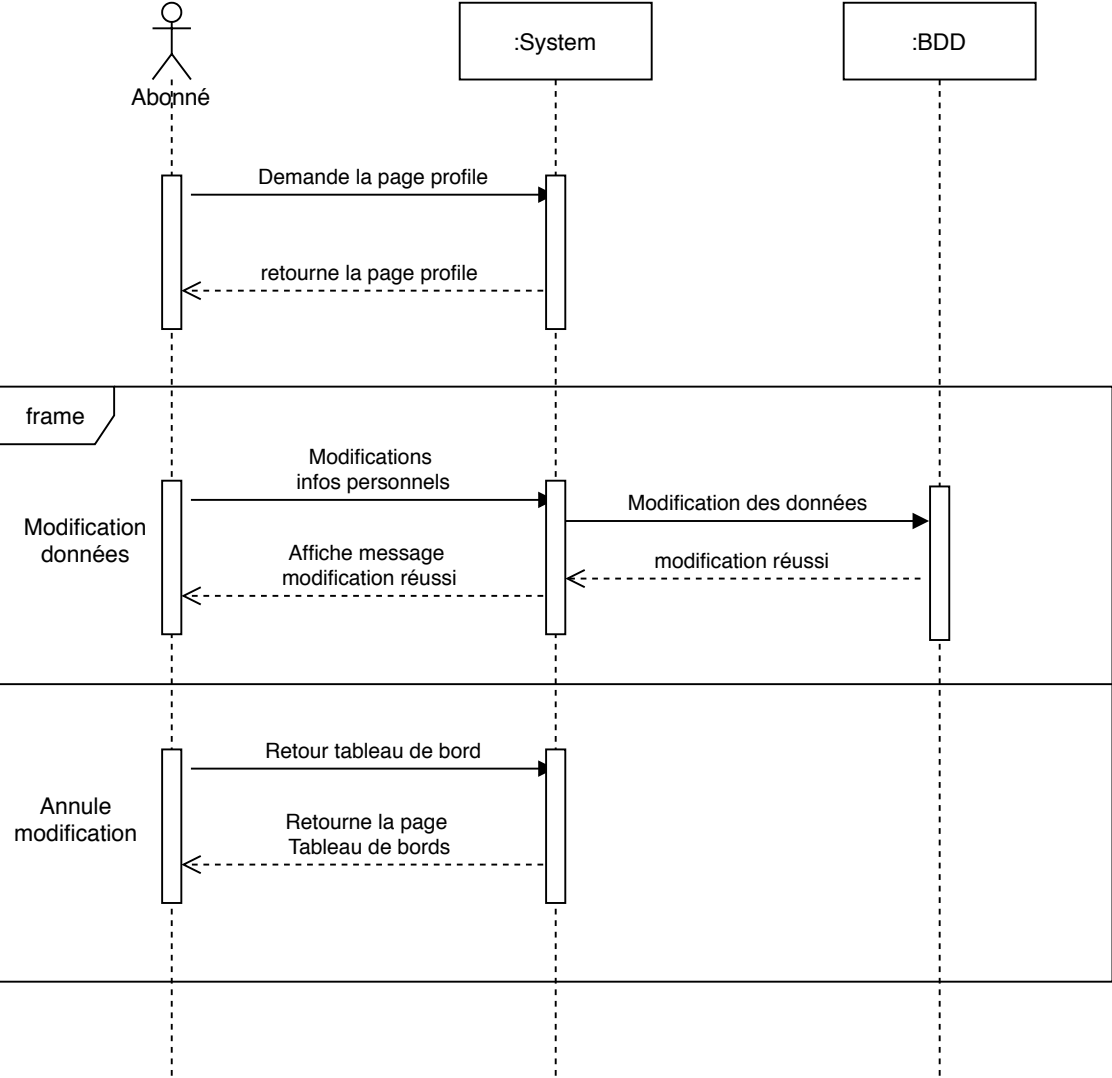 :System
:BDD
Abonné
Demande la page profile
retourne la page profile
frame
Modifications
infos personnels
Modification des données
Modification
données
Affiche message
modification réussi
modification réussi
Retour tableau de bord
Annule
modification
Retourne la page
Tableau de bords